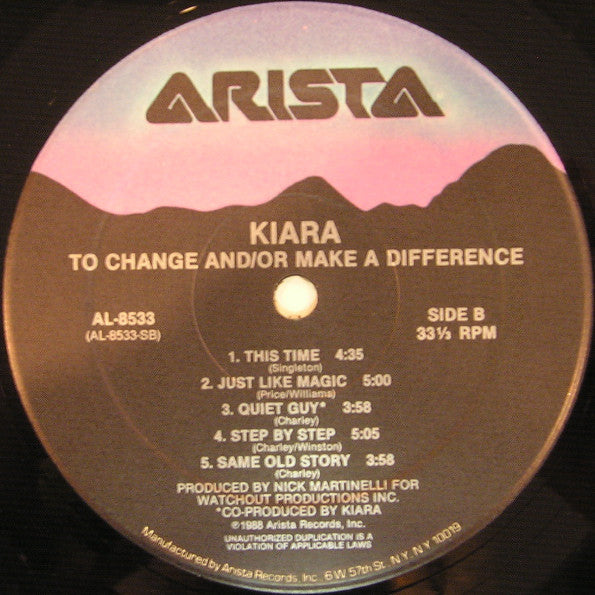 ARISTA
KIARA
TO CHANGE AND/OR MAKE A DIFFERENCE
AL-8533
(AL-8533-SB)
SIDE B
33⅓ RPM
1. THIS TIME 4:35
(Singleton)
2. JUST LIKE MAGIC 5:00
(Price/Williams)
3. QUIET GUY* 3:58
(Charley)
4. STEP BY STEP 5:05
(Charley/Winston)
5. SAME OLD STORY 3:58
(Charley)
PRODUCED BY NICK MARTINELLI FOR
WATCHOUT PRODUCTIONS INC.
*CO-PRODUCED BY KIARA
℗1988 Arista Records, Inc.
UNAUTHORIZED DUPLICATION IS A
VIOLATION OF APPLICABLE LAWS
Manufactured by Arista Records, Inc. 6 W 57th St. N.Y. N.Y. 10019